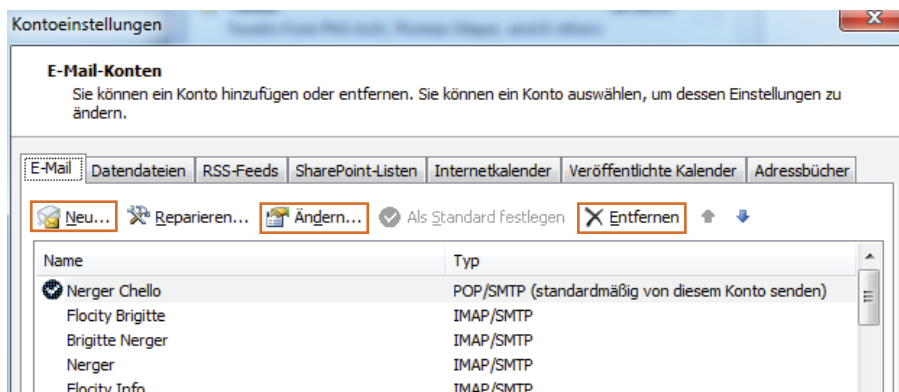 Kontoeinstellungen
E-Mail-Konten
Sie können ein Konto hinzufügen oder entfernen. Sie können ein Konto auswählen, um dessen Einstellungen zu
ändern.
E-Mail Datendateien RSS-Feeds SharePoint-Listen Internetkalender Veröffentlichte Kalender Adressbücher
Neu... Reparieren... Ändern... Als Standard festlegen Entfernen
Name Typ
Nerger Chello POP/SMTP (standardmäßig von diesem Konto senden)
Flocity Brigitte IMAP/SMTP
Brigitte Nerger IMAP/SMTP
Nerger IMAP/SMTP
Flocity Info IMAP/SMTP